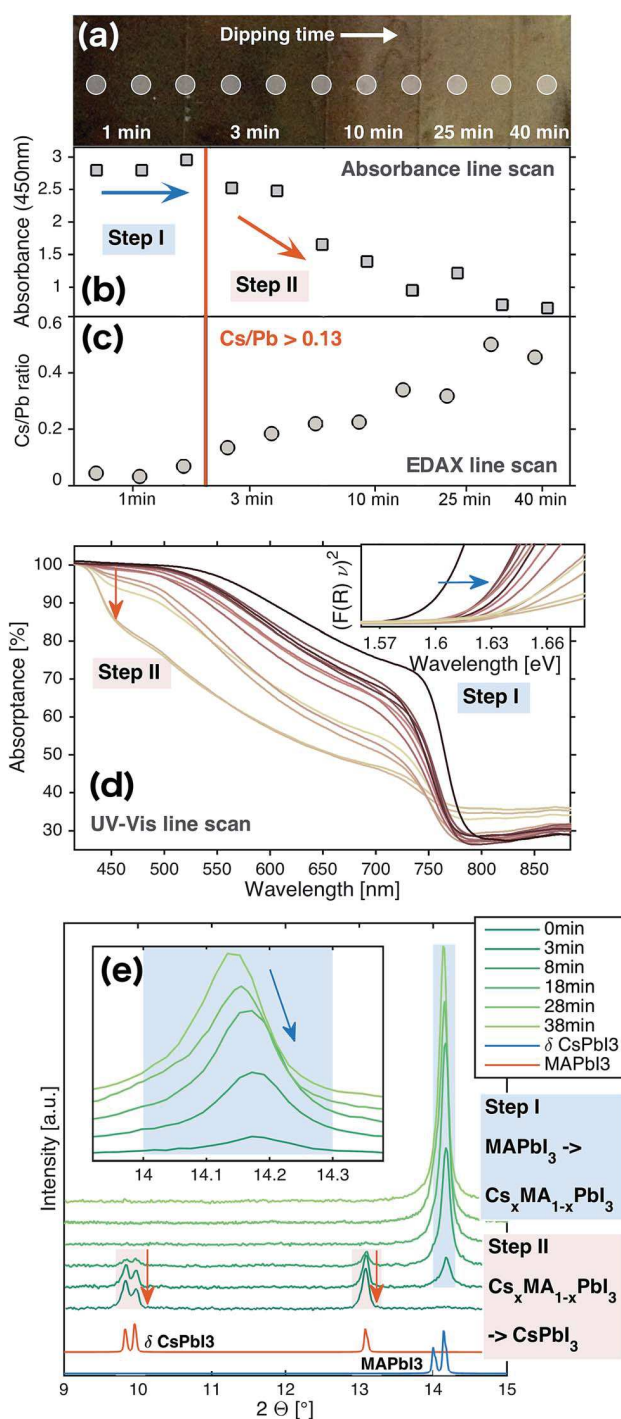 (a)
Dipping time
1 min 3 min 10 min 25 min 40 min
3
2.5
1.5
1
Absorbance (450nm)
Absorbance line scan
Step I
Step II
(b)
0.6
0.4
0.2
0
Cs/Pb ratio
(c)
Cs/Pb > 0.13
EDAX line scan
1min 3 min 10 min 25 min 40 min
100
90
80
70
60
50
40
30
Absorptance [%]
Step II
(d)
UV-Vis line scan
(F(R) ν)²
1.57 1.6 1.63 1.66
Wavelength [eV]
Step I
450 500 550 600 650 700 750 800 850
Wavelength [nm]
(e)
14 14.1 14.2 14.3
Intensity [a.u.]
0min
3min
8min
18min
28min
38min
δ CsPbI3
MAPbI3
Step I
MAPbI₃ ->
CsₓMA₁₋ₓPbI₃
Step II
CsₓMA₁₋ₓPbI₃
-> CsPbI₃
δ CsPbI3
MAPbI3
9 10 11 12 13 14 15
2 Θ [°]